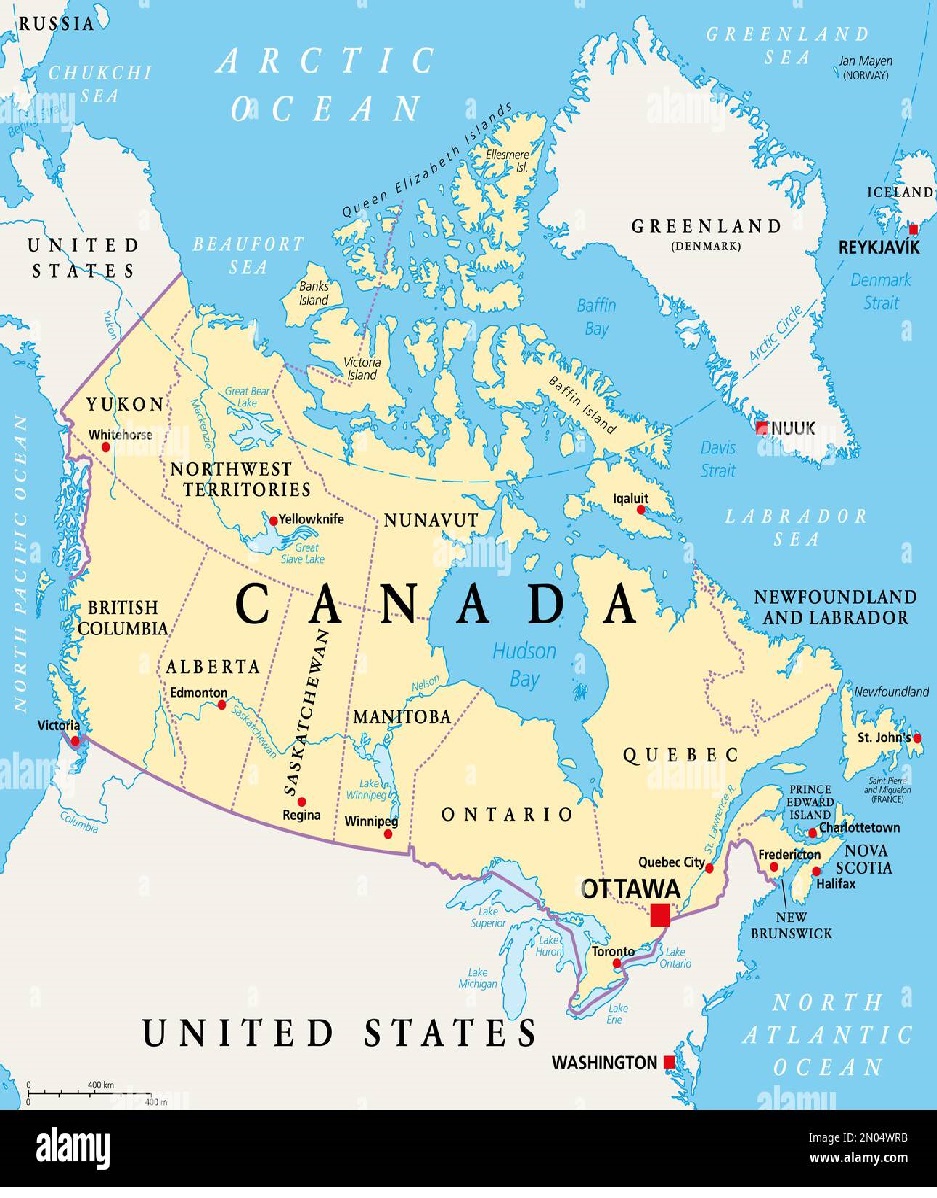 RUSSIA
CHUKCHI
SEA
ARCTIC
OCEAN
GREENLAND
SEA
Jan Mayen
(NORWAY)
Queen Elizabeth Islands
Ellesmere
Isl.
ICELAND
REYKJAVÍK
GREENLAND
(DENMARK)
UNITED
STATES
BEAUFORT
SEA
Banks
Island
Baffin
Bay
Denmark
Strait
Arctic Circle
Yukon
Victoria
Island
Baffin Island
YUKON
Whitehorse
Great Bear
Lake
Mackenzie
NUUK
Davis
Strait
NORTHWEST
TERRITORIES
Yellowknife
Great
Slave Lake
NUNAVUT
Iqaluit
LABRADOR
SEA
NORTH PACIFIC OCEAN
CANADA
BRITISH
COLUMBIA
NEWFOUNDLAND
AND LABRADOR
Hudson
Bay
ALBERTA
Edmonton
Saskatchewan
SASKATCHEWAN
Nelson
MANITOBA
Newfoundland
St. John's
Victoria
QUEBEC
Saint Pierre
and Miquelon
(FRANCE)
Lake
Winnipeg
Columbia
Regina
Winnipeg
ONTARIO
St. Lawrence R.
PRINCE
EDWARD
ISLAND
Charlottetown
Quebec City
Fredericton
NOVA
SCOTIA
Halifax
OTTAWA
NEW
BRUNSWICK
Lake
Superior
Lake
Huron
Toronto
Lake
Ontario
Lake
Michigan
Lake
Erie
UNITED STATES
WASHINGTON
NORTH
ATLANTIC
OCEAN
0 400 km
0 400 m
alamy
Image ID: 2N04WR0
www.alamy.com